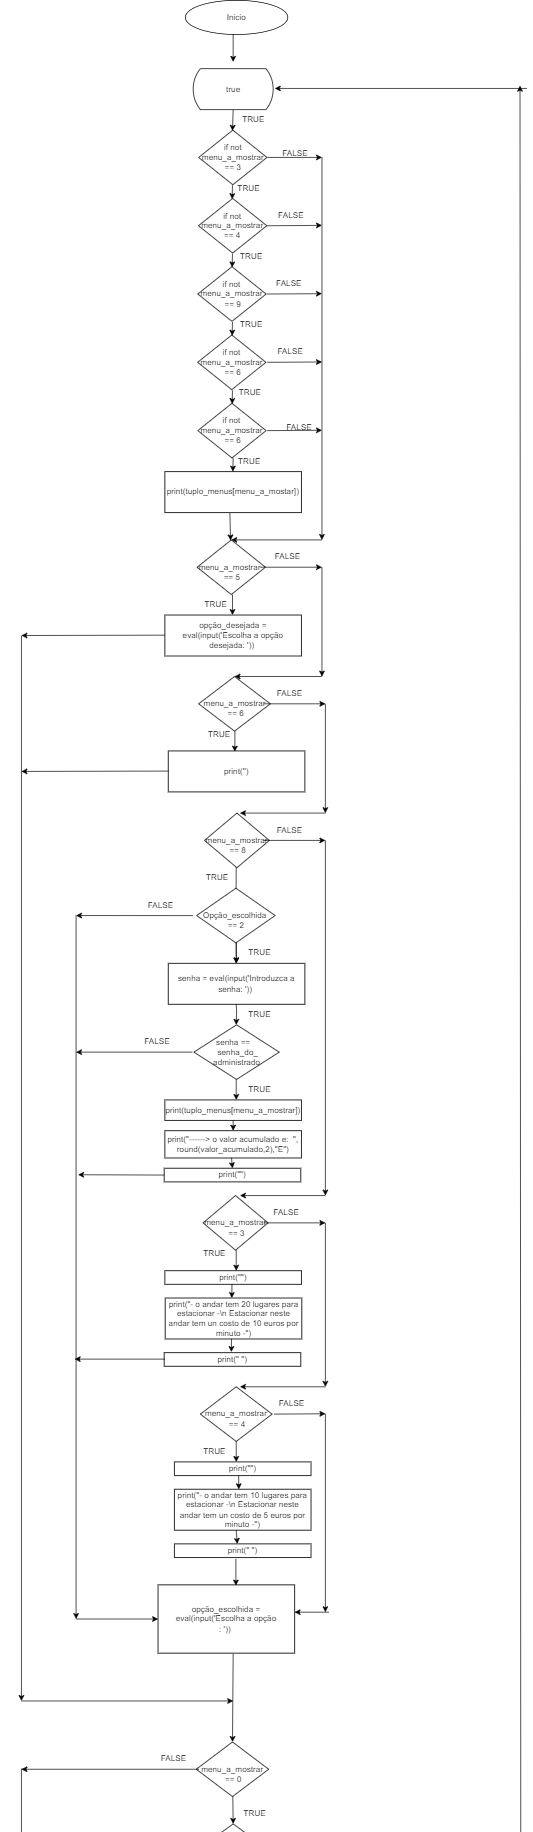 Inicio
true
TRUE
if not
menu_a_mostrar
== 3
FALSE
TRUE
if not
menu_a_mostrar
== 4
FALSE
TRUE
if not
menu_a_mostrar
== 9
FALSE
TRUE
if not
menu_a_mostrar
== 6
FALSE
TRUE
if not
menu_a_mostrar
== 6
FALSE
TRUE
print(tuplo_menus[menu_a_mostar])
menu_a_mostrar
== 5
FALSE
TRUE
opção_desejada =
eval(input('Escolha a opção
desejada: '))
menu_a_mostrar
== 6
FALSE
TRUE
print('')
menu_a_mostrar
== 8
FALSE
TRUE
Opção_escolhida
== 2
FALSE
TRUE
senha = eval(input('Introduzca a
senha: '))
TRUE
senha ==
senha_do_
administrado
FALSE
TRUE
print(tuplo_menus[menu_a_mostrar])
print("------> o valor acumulado e:  ",
round(valor_acumulado,2),"E")
print("")
menu_a_mostrar
== 3
FALSE
TRUE
print("")
print("- o andar tem 20 lugares para
estacionar -\n Estacionar neste
andar tem un costo de 10 euros por
minuto -")
print(" ")
menu_a_mostrar
== 4
FALSE
TRUE
print("")
print("- o andar tem 10 lugares para
estacionar -\n Estacionar neste
andar tem un costo de 5 euros por
minuto -")
print(" ")
opção_escolhida =
eval(input('Escolha a opção
: '))
menu_a_mostrar
== 0
FALSE
TRUE